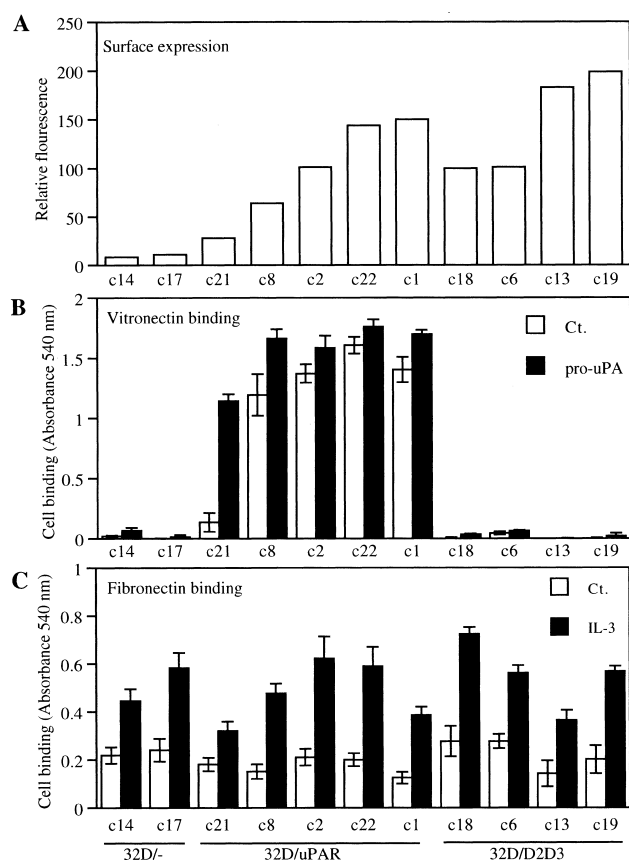 A
Surface expression
Relative flourescence
250
200
150
100
50
0
c14 c17 c21 c8 c2 c22 c1 c18 c6 c13 c19
B
Vitronectin binding
Cell binding (Absorbance 540 nm)
2
1.5
1
0.5
0
Ct.
pro-uPA
c14 c17 c21 c8 c2 c22 c1 c18 c6 c13 c19
C
Fibronectin binding
Cell binding (Absorbance 540 nm)
1
0.8
0.6
0.4
0.2
0
Ct.
IL-3
c14 c17 c21 c8 c2 c22 c1 c18 c6 c13 c19
32D/- 32D/uPAR 32D/D2D3